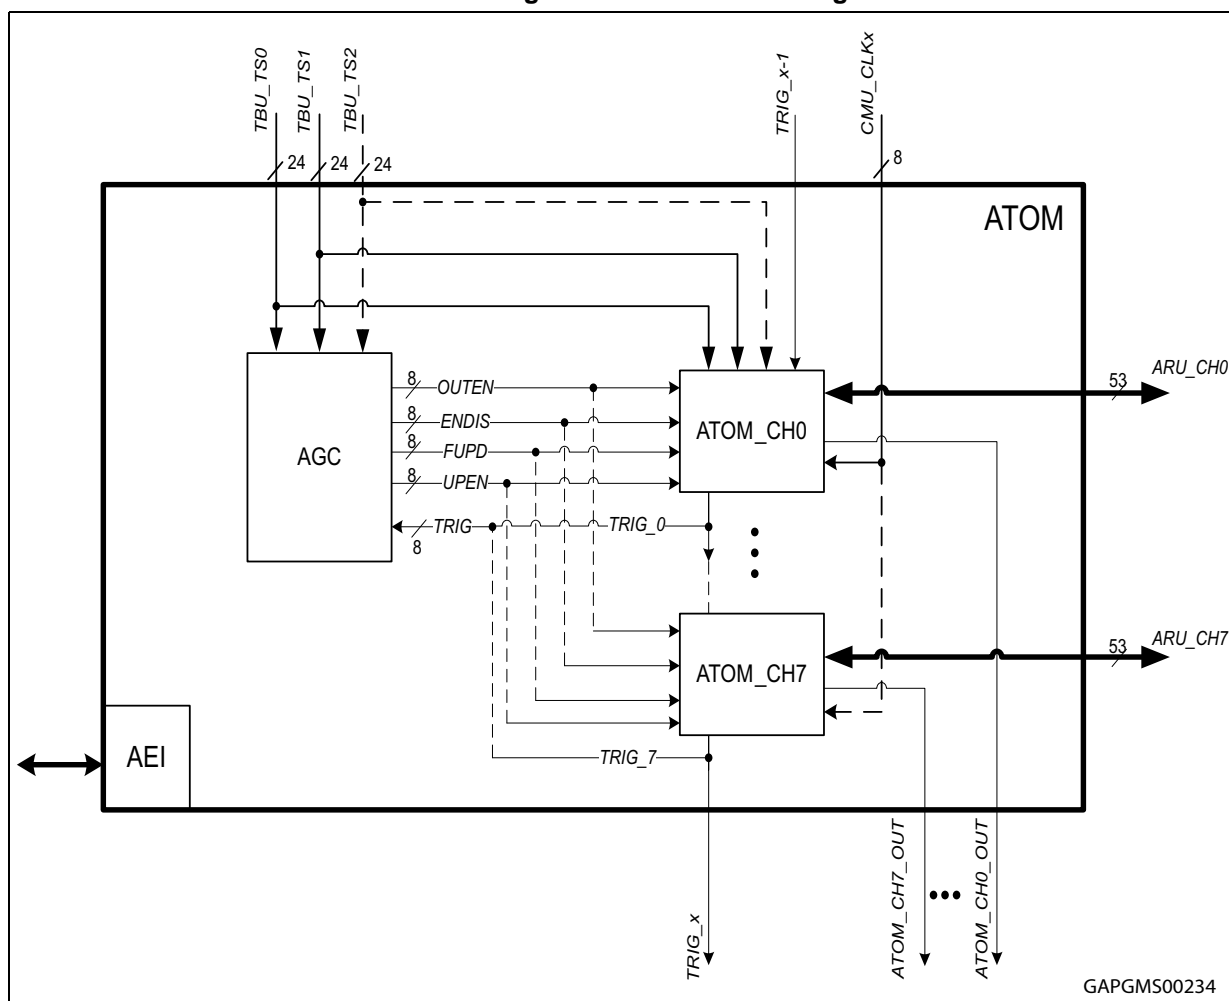 TBU_TS0
TBU_TS1
TBU_TS2
TRIG_x-1
CMU_CLKx
24
24
24
8
ATOM
ARU_CH0
53
8
OUTEN
8
ENDIS
ATOM_CH0
AGC
8
FUPD
8
UPEN
TRIG
TRIG_0
8
ARU_CH7
53
ATOM_CH7
AEI
TRIG_7
TRIG_x
ATOM_CH7_OUT
ATOM_CH0_OUT
GAPGMS00234